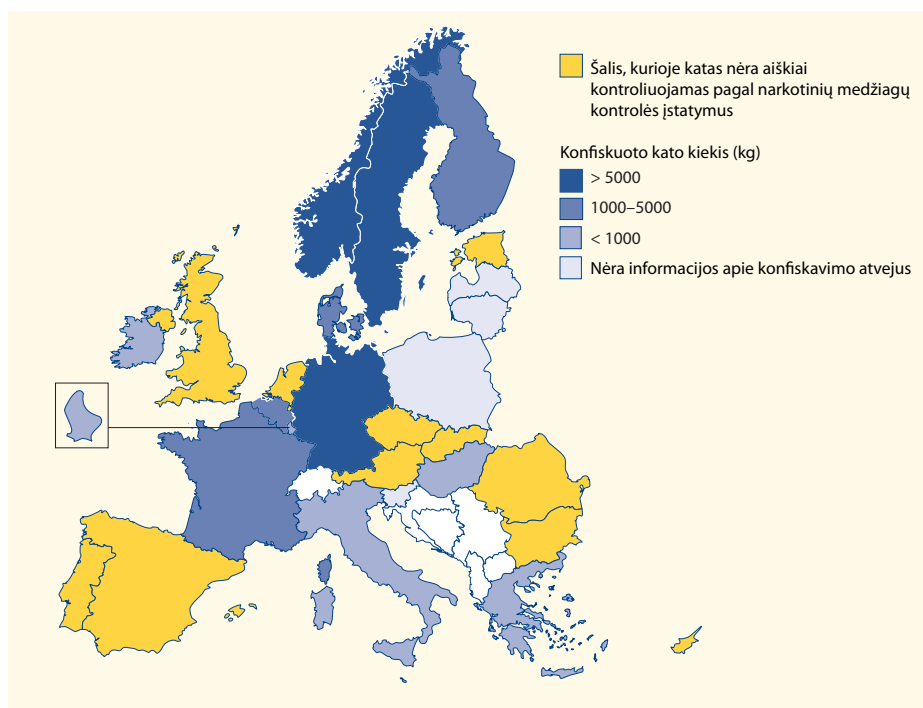 Šalis, kurioje katas nėra aiškiai
kontroliuojamas pagal narkotinių medžiagų
kontrolės įstatymus
Konfiskuoto kato kiekis (kg)
> 5000
1000–5000
< 1000
Nėra informacijos apie konfiskavimo atvejus